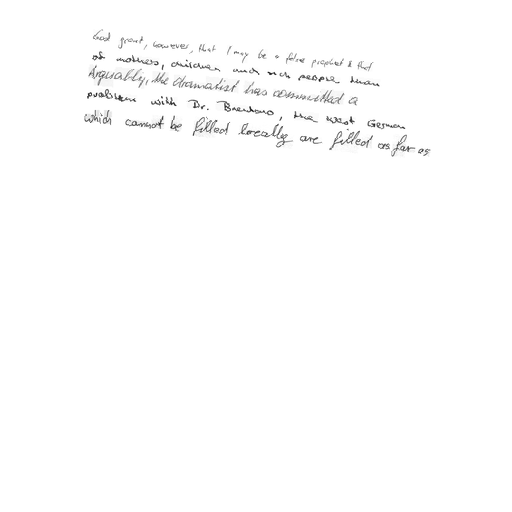 God grant, however, that I may be a false prophet & that
of mothers, children and sick people than
Arguably, the dramatist has committed a
problem with Dr. Brentano, the West German
which cannot be filled locally are filled as far as